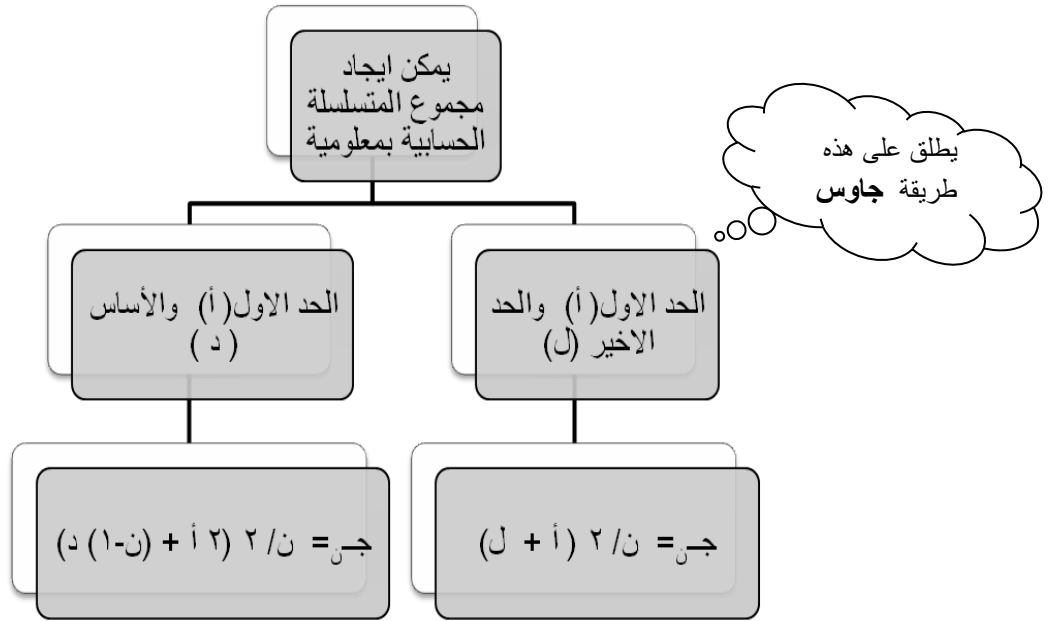 يمكن ايجاد
مجموع المتسلسلة
الحسابية بمعلومية
يطلق على هذه
طريقة جاوس
الحد الاول(أ) والحد
الاخير (ل)
الحد الاول(أ) والأساس
(د)
جـن= ن/ ٢ (أ + ل)
جـن= ن/ ٢ (٢ أ + (ن-١) د)